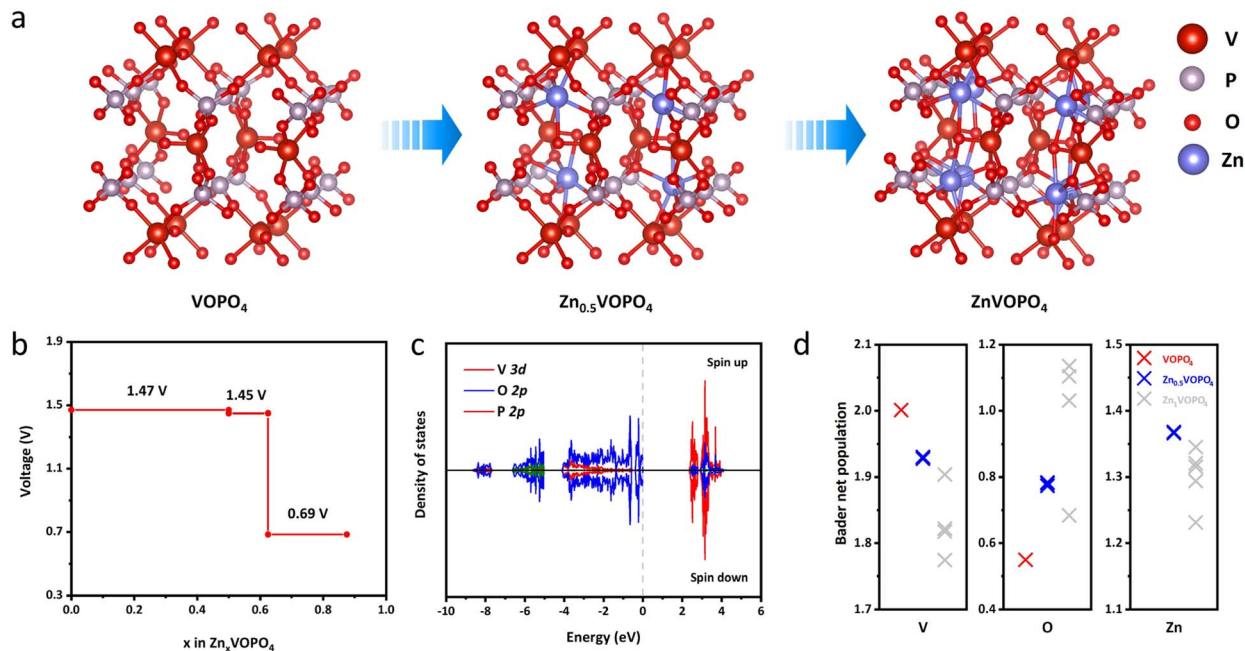 a
V
P
O
Zn
VOPO₄
Zn₀.₅VOPO₄
ZnVOPO₄
b
1.9
1.5
1.1
0.7
0.3
Voltage (V)
1.47 V
1.45 V
0.69 V
0.0
0.2
0.4
0.6
0.8
1.0
x in ZnₓVOPO₄
c
V 3d
O 2p
P 2p
Spin up
Spin down
Density of states
-10
-8
-6
-4
-2
0
2
4
6
Energy (eV)
d
Bader net population
2.1
2.0
1.9
1.8
1.7
V
1.2
1.0
0.8
0.6
0.4
O
1.5
1.4
1.3
1.2
1.1
Zn
VOPO₄
Zn₀.₅VOPO₄
Zn₁VOPO₄